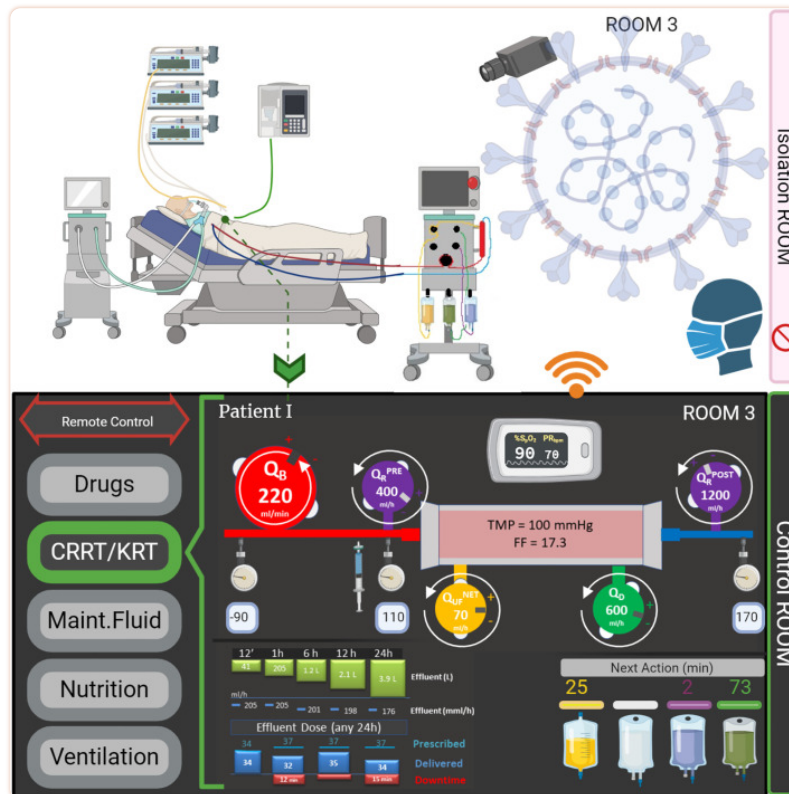 ROOM 3
Isolation ROOM
Remote Control
Drugs
CRRT/KRT
Maint.Fluid
Nutrition
Ventilation
Patient I
ROOM 3
%SpO2 PRbpm
90 70
QB
220
ml/min
+
-
QR PRE
400
ml/h
+
QR POST
1200
ml/h
TMP = 100 mmHg
FF = 17.3
QUF NET
70
ml/h
+
-
QD
600
ml/h
+
-
-90
110
170
Control ROOM
12' 1h 6 h 12 h 24h
41 205 1.2 L 2.1 L 3.9 L
Effluent (L)
ml/h
205 205 201 198 176 Effluent (mml/h)
Effluent Dose (any 24h)
34 37 37 37 Prescribed
34 32 35 34 Delivered
12 min 15 min Downtime
Next Action (min)
25 2 73